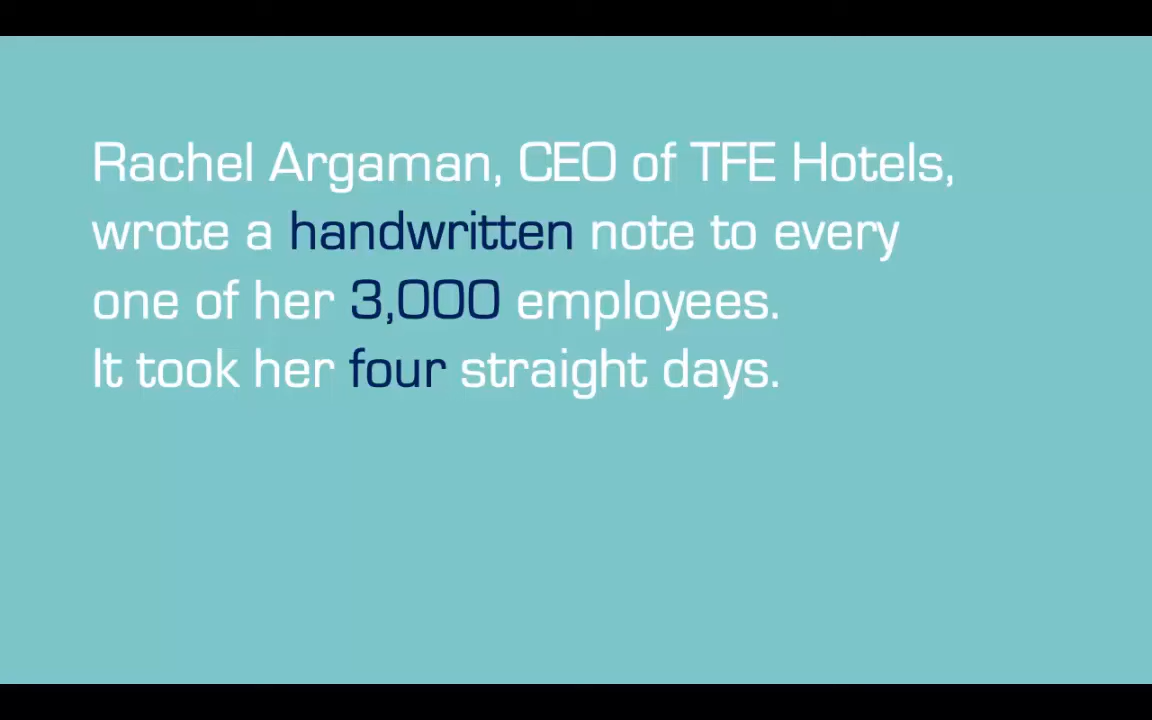 Rachel Argaman, CEO of TFE Hotels,
wrote a handwritten note to every
one of her 3,000 employees.
It took her four straight days.